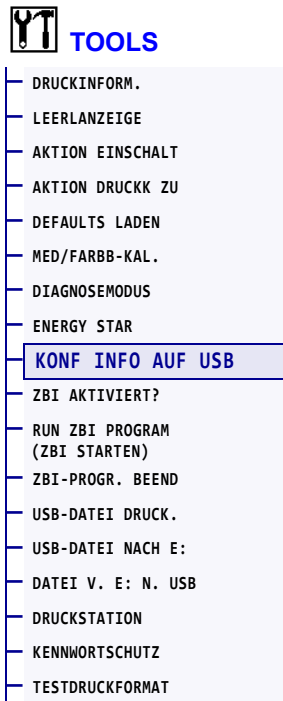 TOOLS
DRUCKINFORM.
LEERLANZEIGE
AKTION EINSCHALT
AKTION DRUCKK ZU
DEFAULTS LADEN
MED/FARBB-KAL.
DIAGNOSEMODUS
ENERGY STAR
KONF INFO AUF USB
ZBI AKTIVIERT?
RUN ZBI PROGRAM
(ZBI STARTEN)
ZBI-PROGR. BEEND
USB-DATEI DRUCK.
USB-DATEI NACH E:
DATEI V. E: N. USB
DRUCKSTATION
KENNWORTSCHUTZ
TESTDRUCKFORMAT